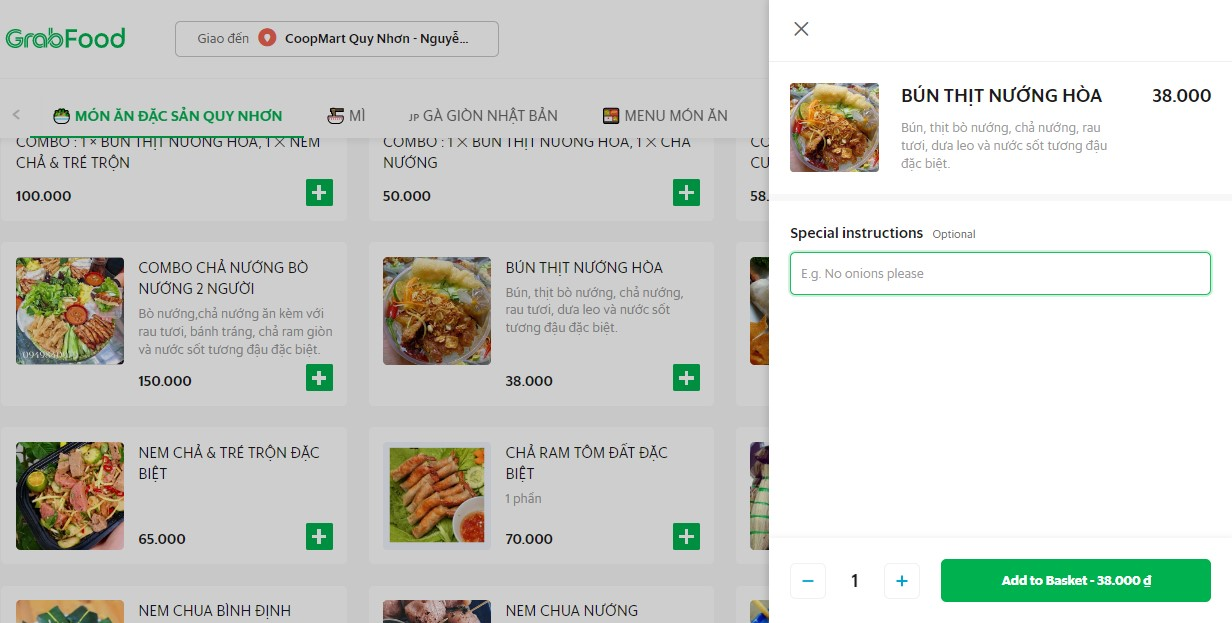 GrabFood
Giao đến CoopMart Quy Nhơn - Nguyễ...
MÓN ĂN ĐẶC SẢN QUY NHƠN
MÌ
JP GÀ GIÒN NHẬT BẢN
MENU MÓN ĂN
COMBO : 1 × BÚN THỊT NƯỚNG HÒA, 1 × NEM
CHẢ & TRÉ TRỘN
100.000
COMBO : 1 × BÚN THỊT NƯỚNG HÒA, 1 × CHẢ
NƯỚNG
50.000
CO
CU
58.
COMBO CHẢ NƯỚNG BÒ
NƯỚNG 2 NGƯỜI
Bò nướng,chả nướng ăn kèm với
rau tươi, bánh tráng, chả ram giòn
và nước sốt tương đậu đặc biệt.
150.000
BÚN THỊT NƯỚNG HÒA
Bún, thịt bò nướng, chả nướng,
rau tươi, dưa leo và nước sốt
tương đậu đặc biệt.
38.000
NEM CHẢ & TRÉ TRỘN ĐẶC
BIỆT
65.000
CHẢ RAM TÔM ĐẤT ĐẶC
BIỆT
1 phần
70.000
NEM CHUA BÌNH ĐỊNH
NEM CHUA NƯỚNG
BÚN THỊT NƯỚNG HÒA
38.000
Bún, thịt bò nướng, chả nướng, rau
tươi, dưa leo và nước sốt tương đậu
đặc biệt.
Special instructions Optional
E.g. No onions please
1
Add to Basket - 38.000 ₫